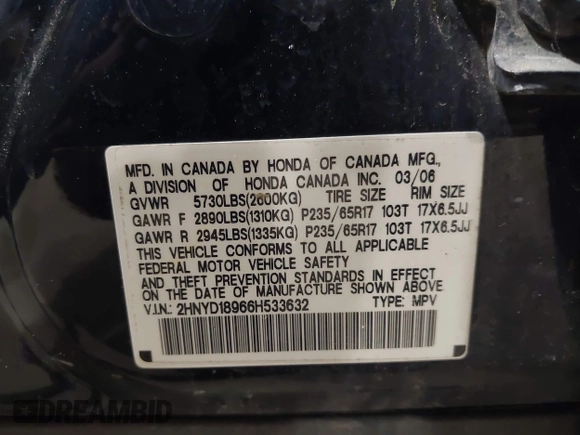 MFD. IN CANADA BY HONDA OF CANADA MFG.,
A DIVISION OF HONDA CANADA INC. 03/06
GVWR 5730LBS(2600KG) TIRE SIZE RIM SIZE
GAWR F 2890LBS(1310KG) P235/65R17 103T 17X6.5JJ
GAWR R 2945LBS(1335KG) P235/65R17 103T 17X6.5JJ
THIS VEHICLE CONFORMS TO ALL APPLICABLE
FEDERAL MOTOR VEHICLE SAFETY
AND THEFT PREVENTION STANDARDS IN EFFECT
ON THE DATE OF MANUFACTURE SHOWN ABOVE
V.I.N.: 2HNYD18966H533632 TYPE: MPV
DREAMBID